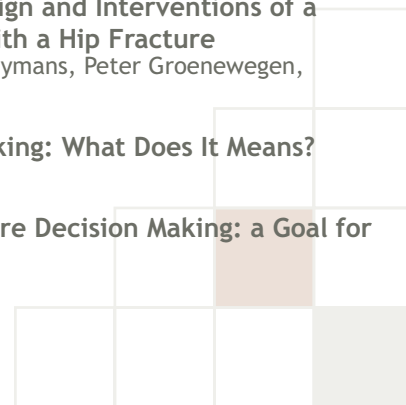 ign and Interventions of a
ith a Hip Fracture
ymans, Peter Groenewegen,
king: What Does It Means?
re Decision Making: a Goal for